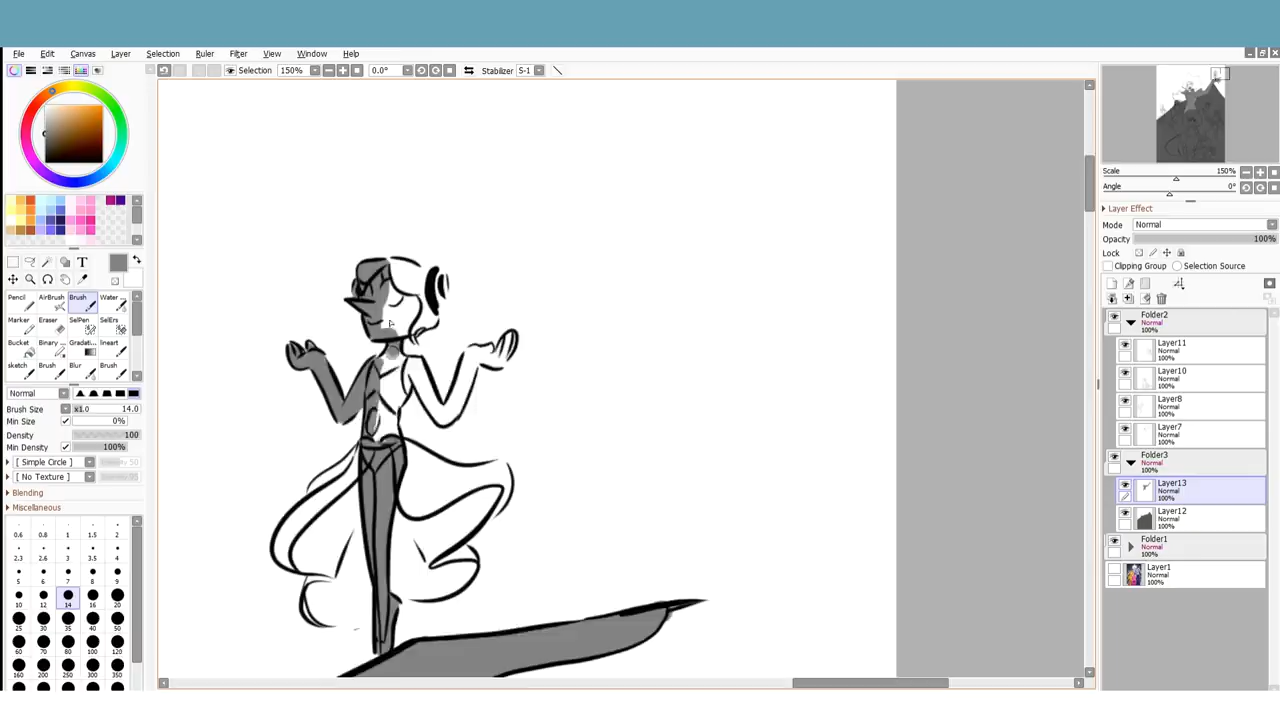 File Edit Canvas Layer Selection Ruler Filter View Window Help
Selection 150% 0.0° Stabilizer S-1
Scale 150%
Angle 0°
Layer Effect
Mode Normal
Opacity 100%
Lock
Clipping Group Selection Source
T
Pencil AirBrush Brush Water
Marker Eraser SelPen SelErs
Bucket Binary Gradati lineart
sketch Brush Blur Brush
Normal
Brush Size x1.0 14.0
Min Size 0%
Density 100
Min Density 100%
[ Simple Circle ] 50
[ No Texture ] 95
Blending
Miscellaneous
0.6 0.8 1 1.5 2
2.3 2.6 3 3.5 4
5 6 7 8 9
10 12 14 16 20
25 30 35 40 50
60 70 80 100 120
160 200 250 300 350
Folder2
Normal
Layer11
Normal
100%
Layer10
Normal
100%
Layer8
Normal
100%
Layer7
Normal
100%
Folder3
Normal
100%
Layer13
Normal
100%
Layer12
Normal
100%
Folder1
Normal
100%
Layer1
Normal
100%